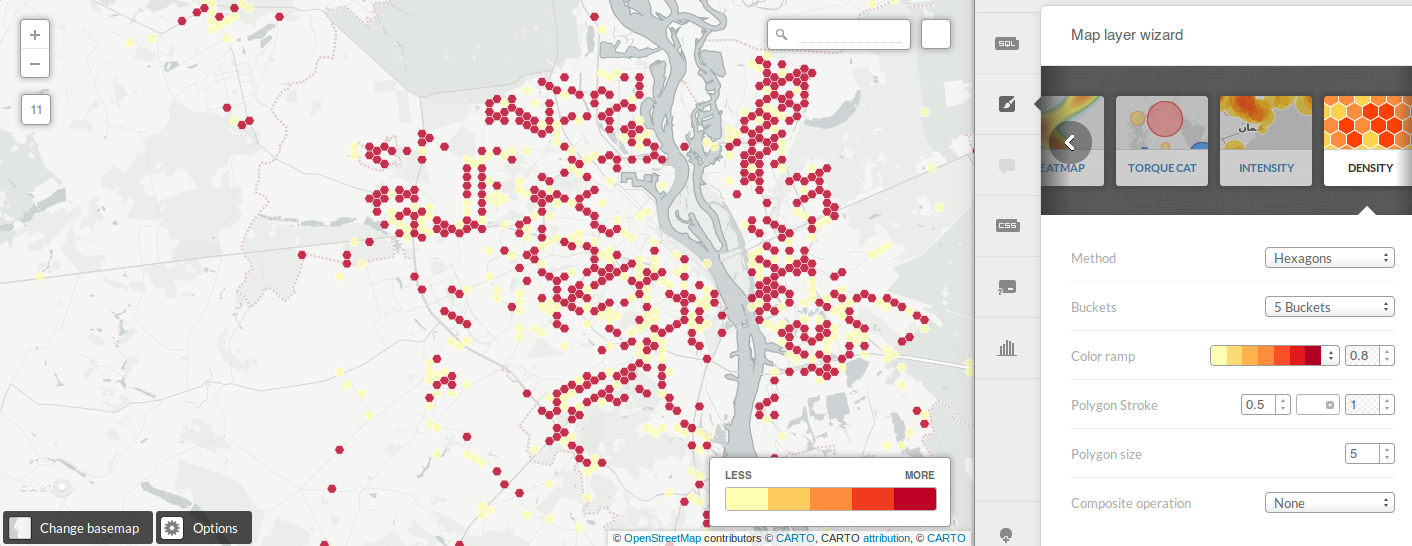 +
−
11
SQL
CSS
Map layer wizard
EATMAP
TORQUE CAT
INTENSITY
DENSITY
Method
Hexagons
Buckets
5 Buckets
Color ramp
0.8
Polygon Stroke
0.5
1
Polygon size
5
Composite operation
None
LESS
MORE
CARTO
Change basemap
Options
© OpenStreetMap contributors © CARTO, CARTO attribution, © CARTO